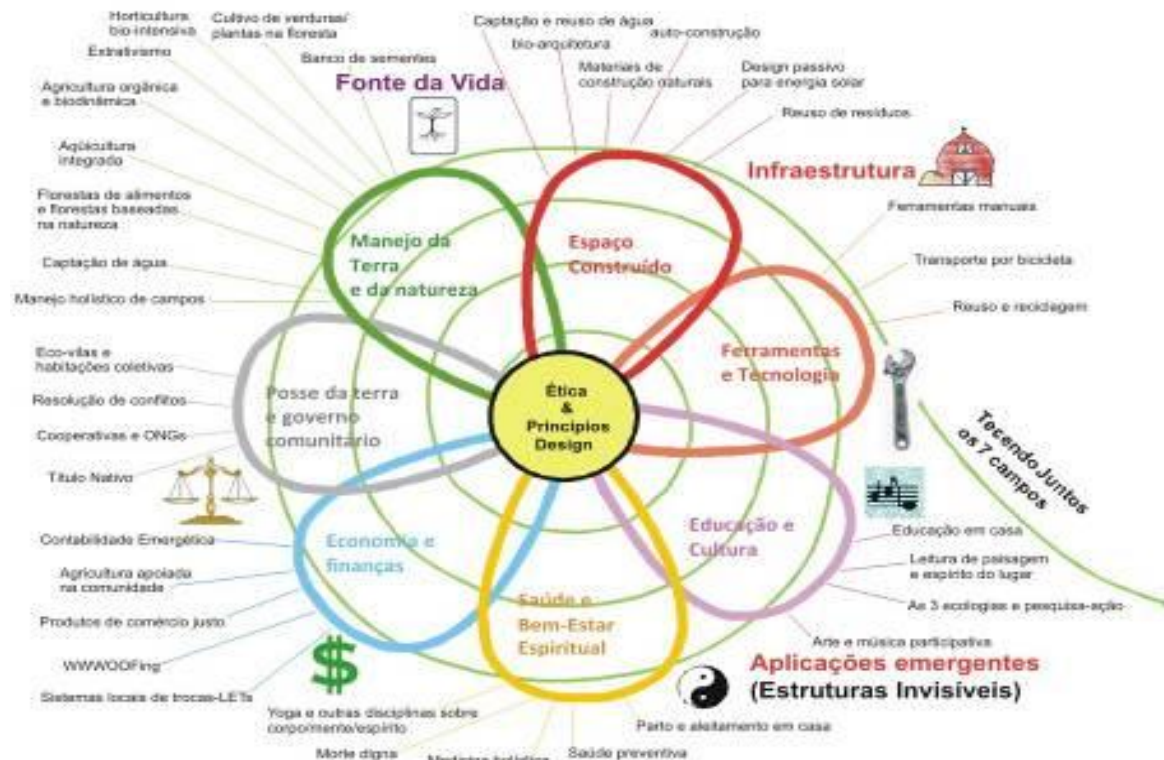 Horticultura
bio-intensiva
Cultivo de verduras/
plantas na floresta
Extrativismo
Banco de sementes
Fonte da Vida
Agricultura orgânica
e biodinâmica
Aqüicultura
integrada
Florestas de alimentos
e florestas baseadas
na natureza
Captação de água
Manejo holístico de campos
Captação e reuso de água
bio-arquitetura
auto-construção
Materiais de
construção naturais
Design passivo
para energia solar
Reuso de resíduos
Infraestrutura
Ferramentas manuais
Transporte por bicicleta
Reuso e reciclagem
Manejo da
Terra
e da natureza
Espaço
Construído
Ferramentas
e Tecnologia
Posse da terra
e governo
comunitário
Ética
&
Princípios
Design
Educação e
Cultura
Economia e
finanças
Saúde e
Bem-Estar
Espiritual
Eco-vilas e
habitações coletivas
Resolução de conflitos
Cooperativas e ONGs
Título Nativo
Contabilidade Emergética
Agricultura apoiada
na comunidade
Produtos de comércio justo
WWWOOFing
Sistemas locais de trocas-LETs
$
Tecendo Juntos
os 7 campos
Educação em casa
Leitura de paisagem
e espírito do lugar
As 3 ecologias e pesquisa-ação
Arte e música participativa
Aplicações emergentes
(Estruturas Invisíveis)
Yoga e outras disciplinas sobre
corpo/mente/espírito
Morte digna
Parto e aleitamento em casa
Saúde preventiva